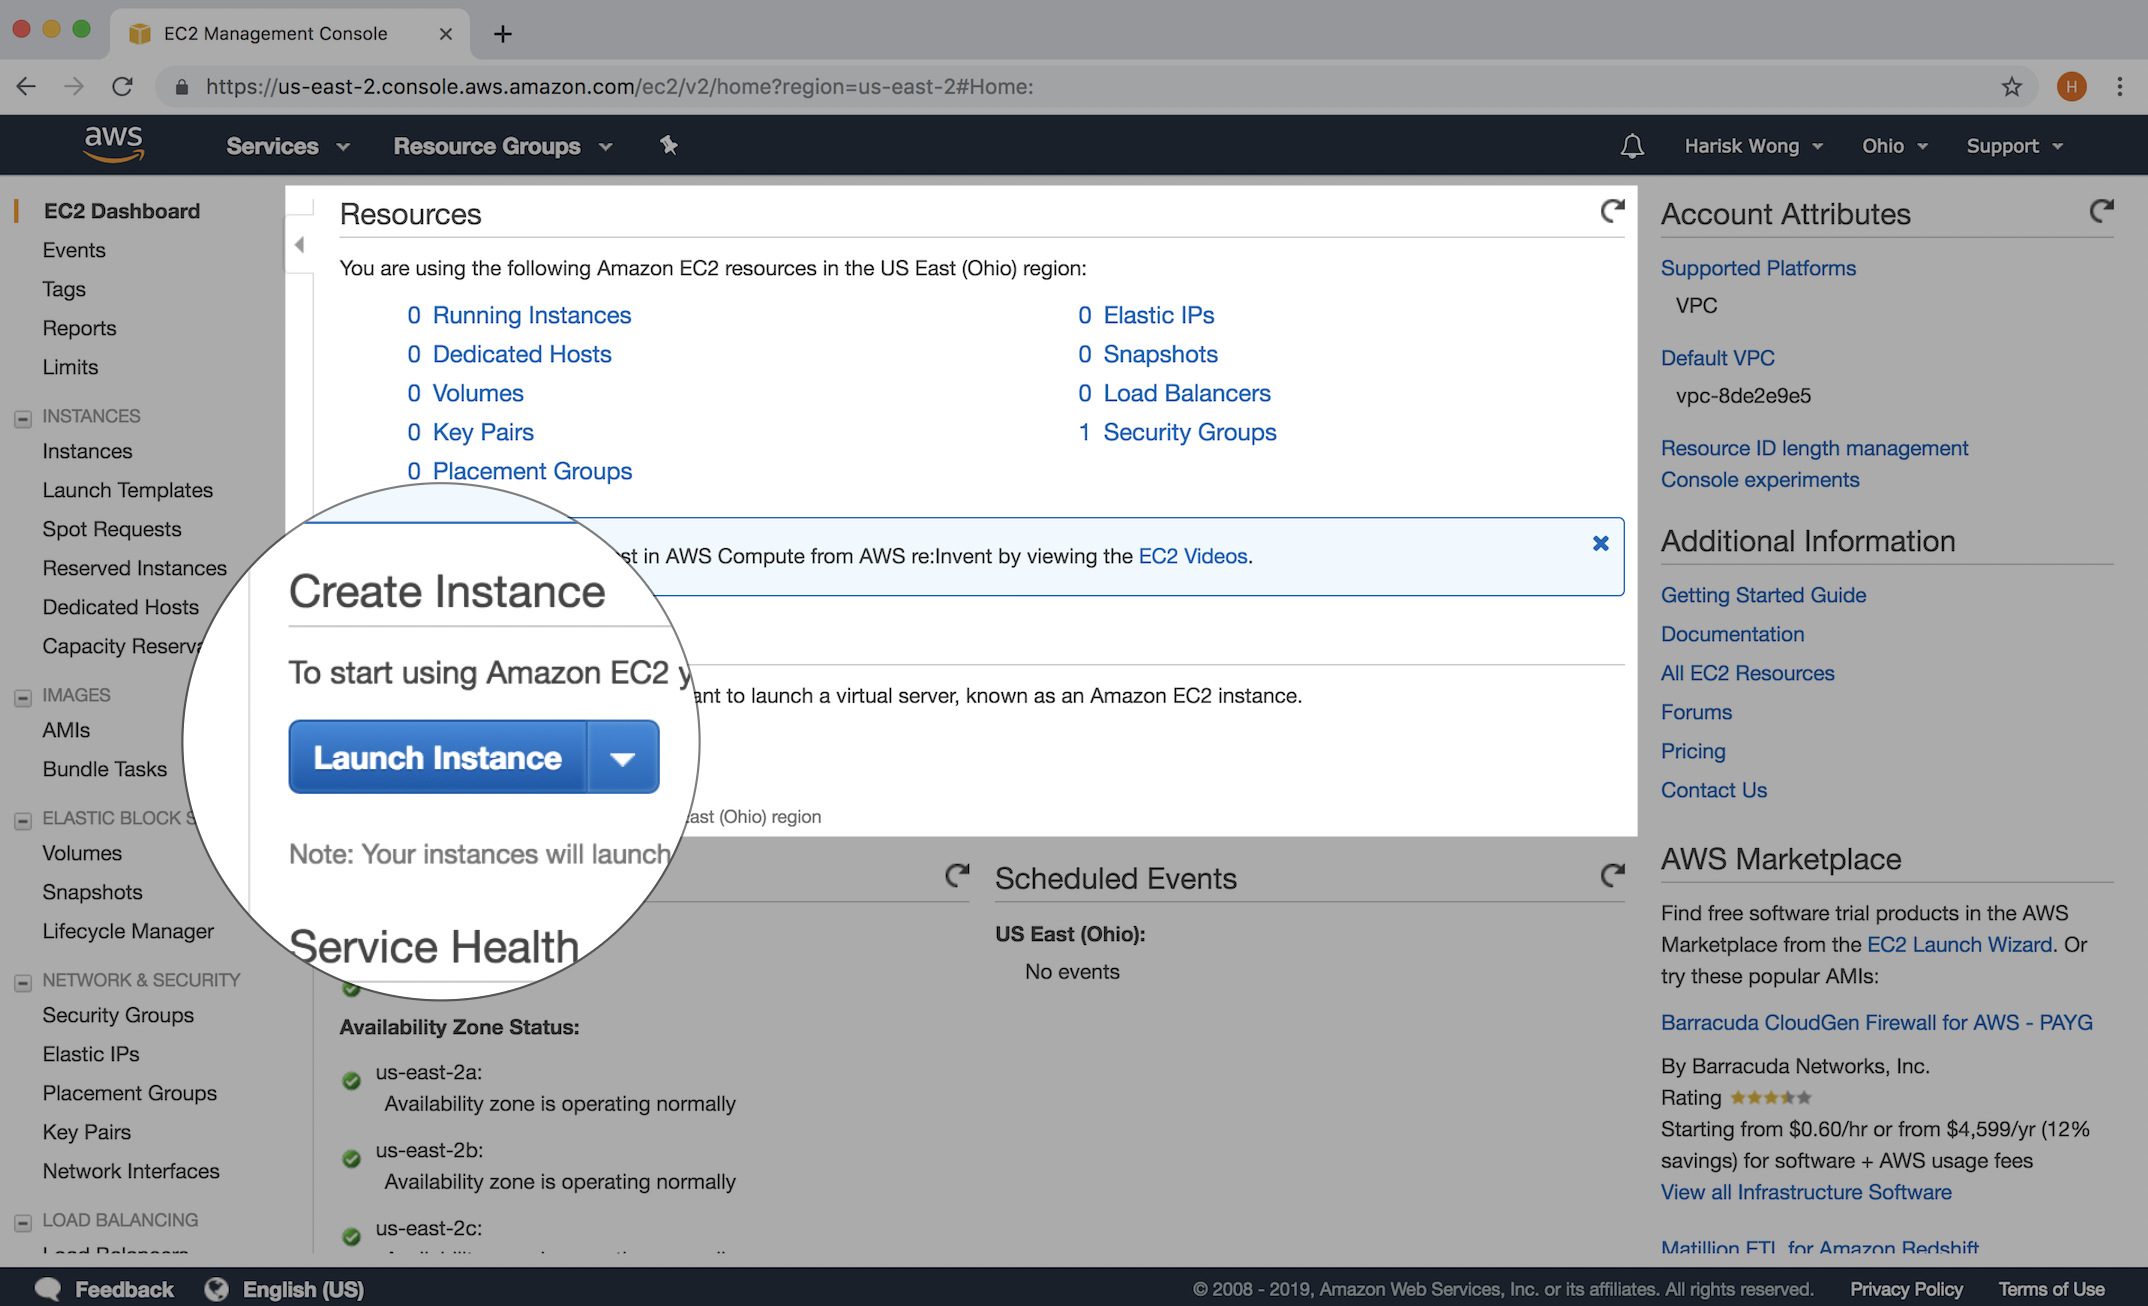 EC2 Management Console
https://us-east-2.console.aws.amazon.com/ec2/v2/home?region=us-east-2#Home:
H
aws
Services
Resource Groups
Harisk Wong
Ohio
Support
EC2 Dashboard
Events
Tags
Reports
Limits
INSTANCES
Instances
Launch Templates
Spot Requests
Reserved Instances
Dedicated Hosts
Capacity
IMAGES
AMIs
Bundle Tasks
ELASTIC BLOCK
Volumes
Snapshots
Lifecycle Manager
NETWORK & SECURITY
Security Groups
Elastic IPs
Placement Groups
Key Pairs
Network Interfaces
LOAD BALANCING
Load Balancers
Resources
You are using the following Amazon EC2 resources in the US East (Ohio) region:
0 Running Instances
0 Dedicated Hosts
0 Volumes
0 Key Pairs
0 Placement Groups
0 Elastic IPs
0 Snapshots
0 Load Balancers
1 Security Groups
in AWS Compute from AWS re:Invent by viewing the EC2 Videos.
Create Instance
To start using Amazon EC2
to launch a virtual server, known as an Amazon EC2 instance.
Launch Instance
Note: Your instances will launch
(Ohio) region
Service Health
Availability Zone Status:
us-east-2a:
Availability zone is operating normally
us-east-2b:
Availability zone is operating normally
us-east-2c:
Scheduled Events
US East (Ohio):
No events
Account Attributes
Supported Platforms
VPC
Default VPC
vpc-8de2e9e5
Resource ID length management
Console experiments
Additional Information
Getting Started Guide
Documentation
All EC2 Resources
Forums
Pricing
Contact Us
AWS Marketplace
Find free software trial products in the AWS
Marketplace from the EC2 Launch Wizard. Or
try these popular AMIs:
Barracuda CloudGen Firewall for AWS - PAYG
By Barracuda Networks, Inc.
Rating
Starting from $0.60/hr or from $4,599/yr (12%
savings) for software + AWS usage fees
View all Infrastructure Software
Matillion ETL for Amazon Redshift
Feedback
English (US)
© 2008 - 2019, Amazon Web Services, Inc. or its affiliates. All rights reserved.
Privacy Policy
Terms of Use